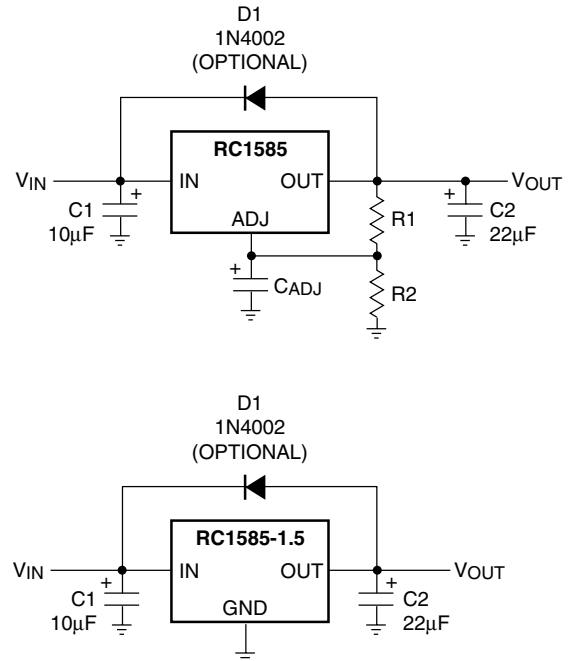 D1
1N4002
(OPTIONAL)
RC1585
VIN
IN
OUT
VOUT
+
C1
10µF
ADJ
R1
+
C2
22µF
+
CADJ
R2
D1
1N4002
(OPTIONAL)
RC1585-1.5
VIN
IN
OUT
VOUT
+
C1
10µF
GND
+
C2
22µF